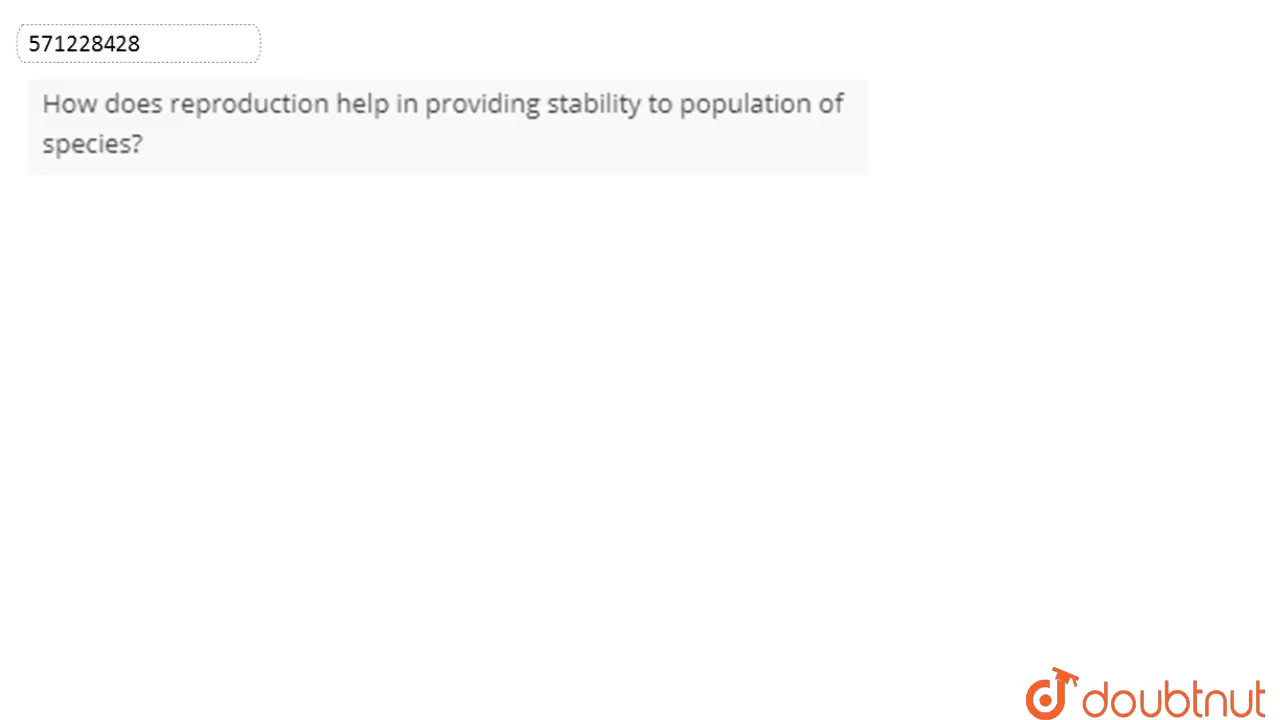 571228428
How does reproduction help in providing stability to population of
species?
doubtnut